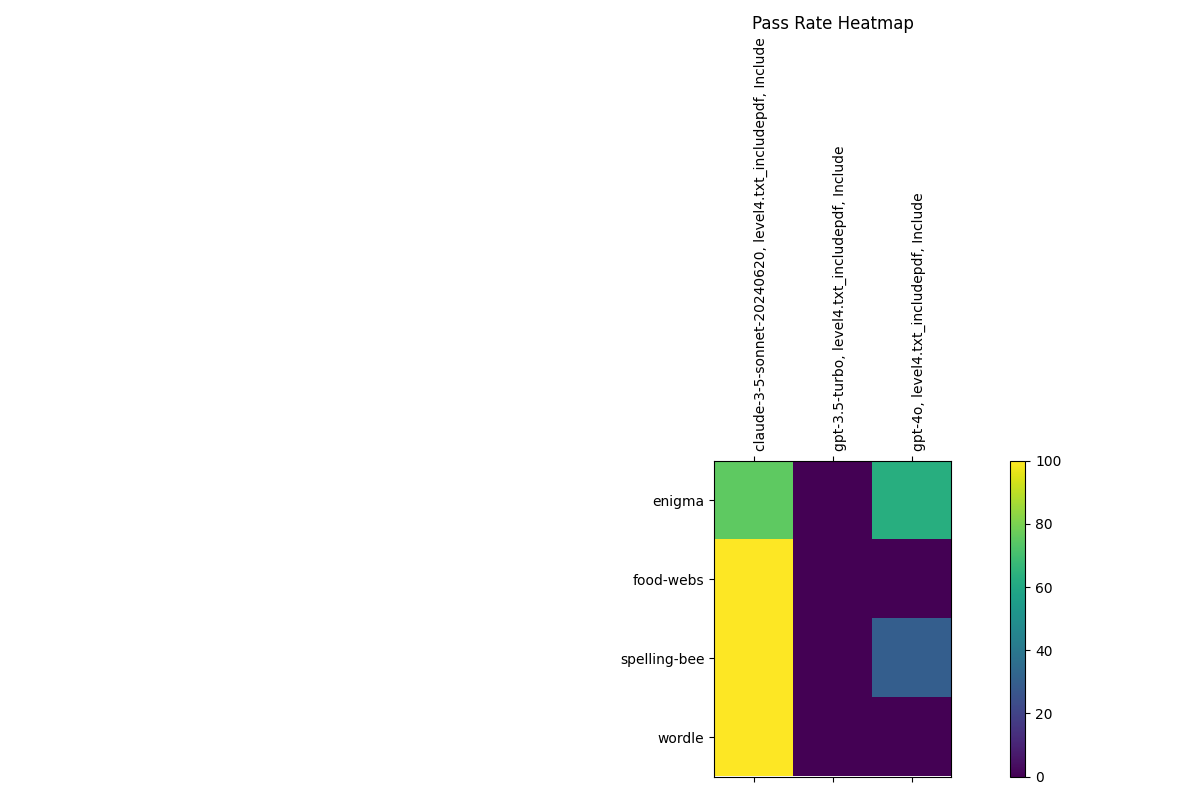 Pass Rate Heatmap
claude-3-5-sonnet-20240620, level4.txt_includepdf, Include
gpt-3.5-turbo, level4.txt_includepdf, Include
gpt-4o, level4.txt_includepdf, Include
enigma
food-webs
spelling-bee
wordle
100
80
60
40
20
0